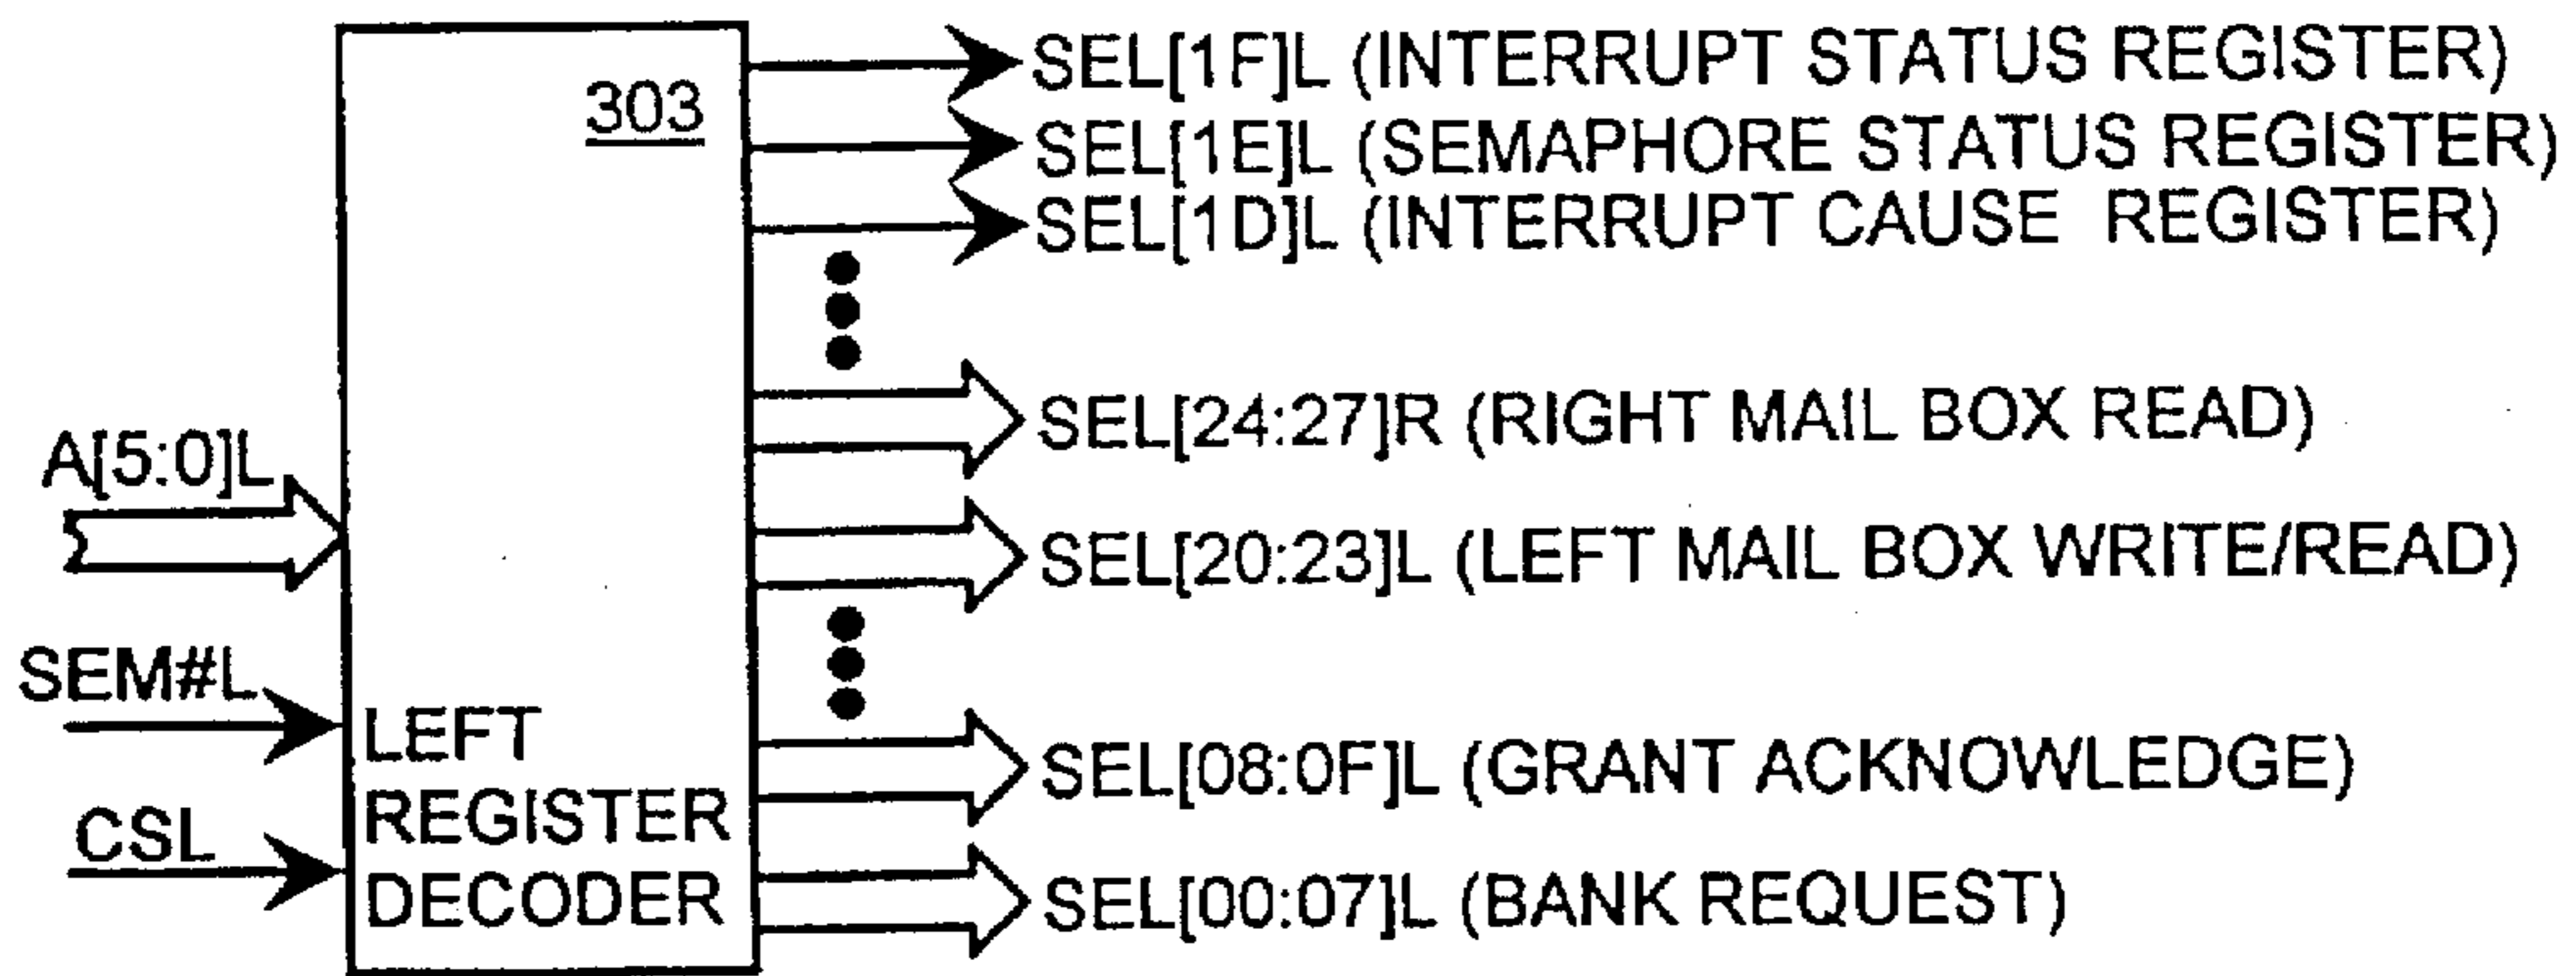 303
SEL[1F]L (INTERRUPT STATUS REGISTER)
SEL[1E]L (SEMAPHORE STATUS REGISTER)
SEL[1D]L (INTERRUPT CAUSE REGISTER)
SEL[24:27]R (RIGHT MAIL BOX READ)
A[5:0]L
SEL[20:23]L (LEFT MAIL BOX WRITE/READ)
SEM#L
LEFT
REGISTER
DECODER
CSL
SEL[08:0F]L (GRANT ACKNOWLEDGE)
SEL[00:07]L (BANK REQUEST)